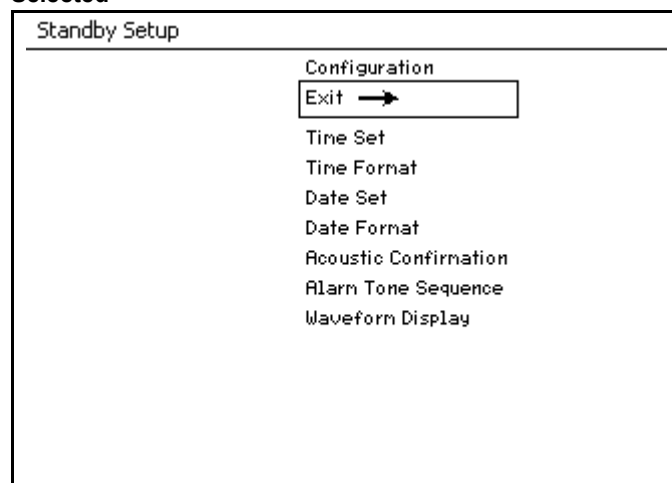 Selected
Standby Setup
Configuration
Exit
Time Set
Time Format
Date Set
Date Format
Acoustic Confirmation
Alarm Tone Sequence
Waveform Display